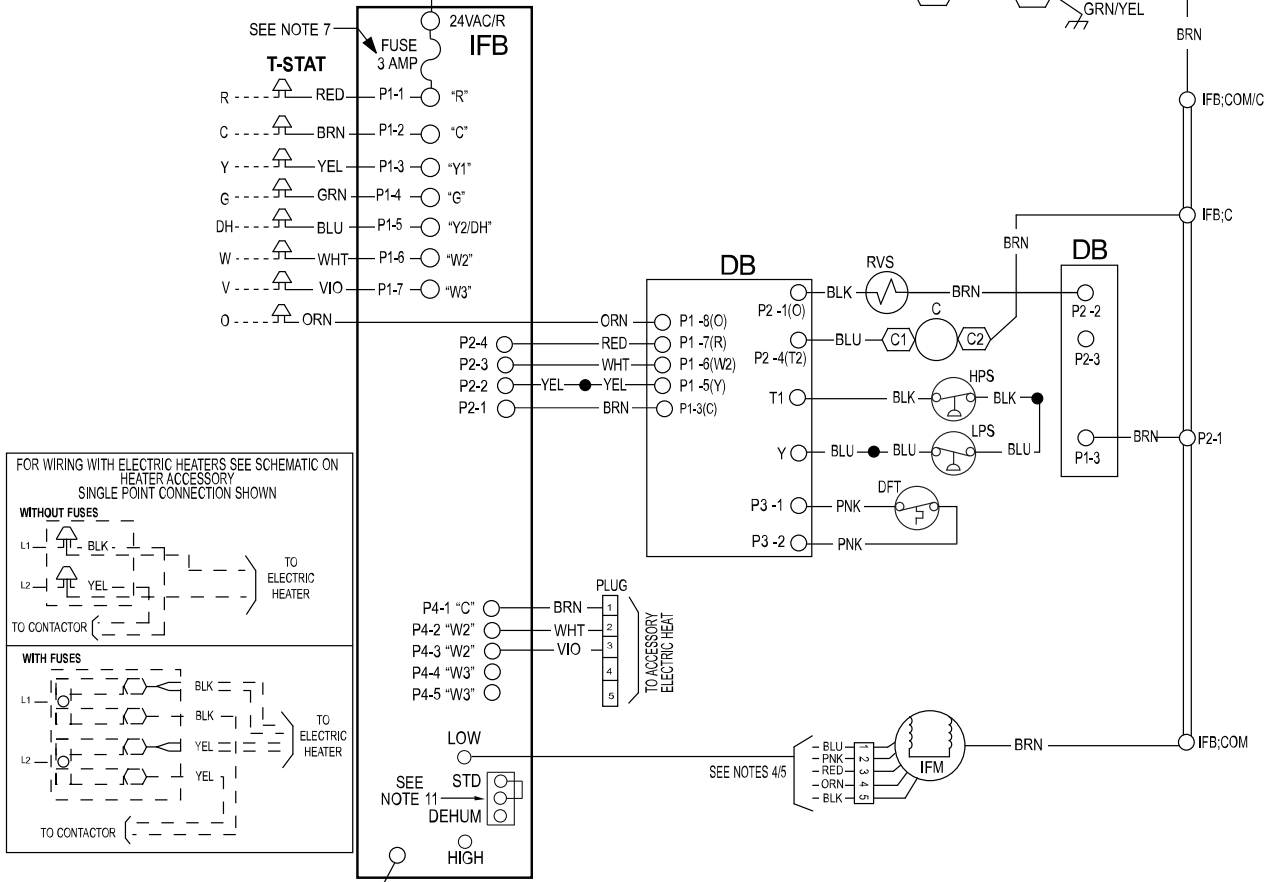 GRN/YEL
BRN
24VAC/R
IFB
SEE NOTE 7
FUSE
3 AMP
T-STAT
R RED P1-1 "R"
C BRN P1-2 "C"
Y YEL P1-3 "Y1"
G GRN P1-4 "G"
DH BLU P1-5 "Y2/DH"
W WHT P1-6 "W2"
V VIO P1-7 "W3"
O ORN
IFB;COM/C
IFB;C
BRN
DB
DB
RVS
BLK BRN
P2 -1(O)
P2 -2
C
BLU C1 C2
P2 -4(T2)
P2-3
ORN P1 -8(O)
P2-4 RED P1 -7(R)
P2-3 WHT P1 -6(W2)
P2-2 YEL YEL P1 -5(Y)
P2-1 BRN P1-3(C)
HPS
T1 BLK BLK
LPS
Y BLU BLU BLU
BRN P2-1
P1-3
DFT
P3 -1 PNK
P3 -2 PNK
FOR WIRING WITH ELECTRIC HEATERS SEE SCHEMATIC ON
HEATER ACCESSORY
SINGLE POINT CONNECTION SHOWN
WITHOUT FUSES
L1 BLK
L2 YEL
TO
ELECTRIC
HEATER
TO CONTACTOR
WITH FUSES
L1 BLK
BLK
L2 YEL
YEL
TO
ELECTRIC
HEATER
TO CONTACTOR
PLUG
P4-1 "C" BRN 1
P4-2 "W2" WHT 2
P4-3 "W2" VIO 3
P4-4 "W3" 4
P4-5 "W3" 5
TO ACCESSORY
ELECTRIC HEAT
LOW
STD
SEE
NOTE 11
DEHUM
HIGH
SEE NOTES 4/5
BLU 1
PNK 2
RED 3
ORN 4
BLK 5
IFM
BRN
IFB;COM